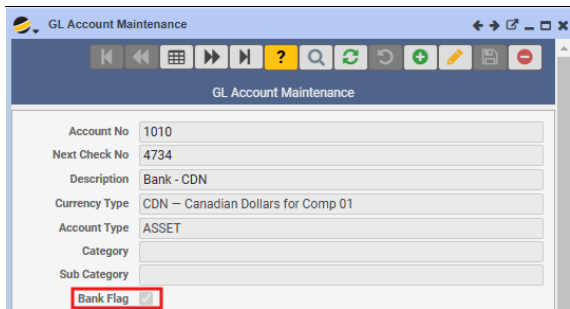 GL Account Maintenance
?
GL Account Maintenance
Account No 1010
Next Check No 4734
Description Bank - CDN
Currency Type CDN — Canadian Dollars for Comp 01
Account Type ASSET
Category
Sub Category
Bank Flag